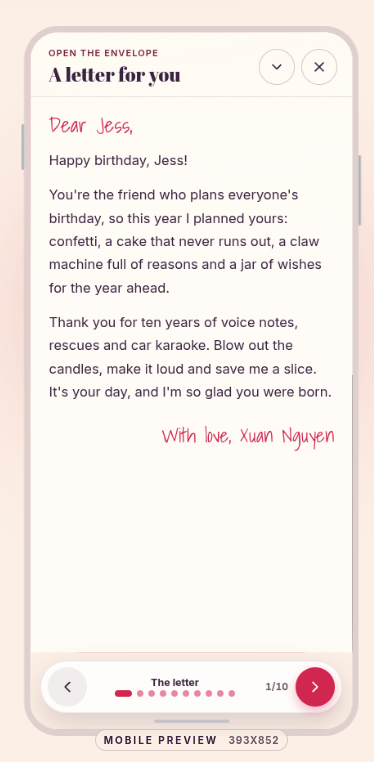 OPEN THE ENVELOPE
A letter for you
Dear Jess,
Happy birthday, Jess!
You're the friend who plans everyone's
birthday, so this year I planned yours:
confetti, a cake that never runs out, a claw
machine full of reasons and a jar of wishes
for the year ahead.
Thank you for ten years of voice notes,
rescues and car karaoke. Blow out the
candles, make it loud and save me a slice.
It's your day, and I'm so glad you were born.
With love, Xuan Nguyen
The letter
1/10
MOBILE PREVIEW 393X852